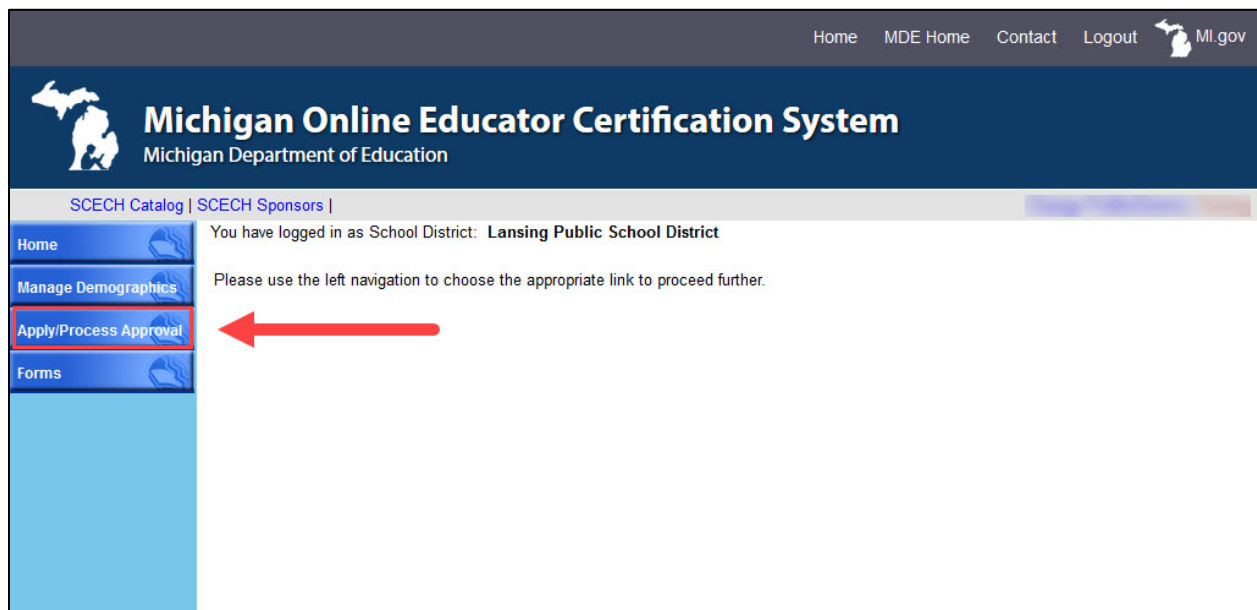 Home MDE Home Contact Logout MI.gov
Michigan Online Educator Certification System
Michigan Department of Education
SCECH Catalog | SCECH Sponsors |
Home
You have logged in as School District: Lansing Public School District
Manage Demographics
Please use the left navigation to choose the appropriate link to proceed further.
Apply/Process Approval
Forms